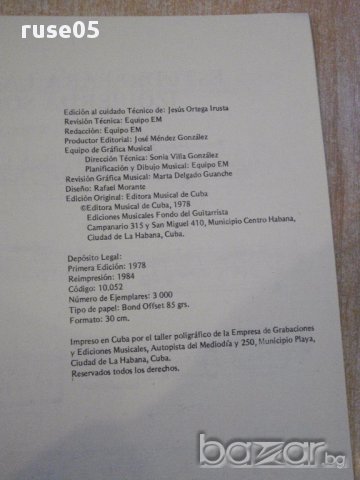 ruse05
Edición al cuidado Técnico de: Jesús Ortega Irusta
Revisión Técnica: Equipo EM
Redacción: Equipo EM
Productor Editorial: José Méndez González
Equipo de Gráfica Musical
Dirección Técnica: Sonia Villa González
Planificación y Dibujo Musical: Equipo EM
Revisión Gráfica Musical: Marta Delgado Guanche
Diseño: Rafael Morante
Edición Original: Editora Musical de Cuba
©Editora Musical de Cuba, 1978
Ediciones Musicales Fondo del Guitarrista
Campanario 315 y San Miguel 410, Municipio Centro Habana,
Ciudad de La Habana, Cuba.
Depósito Legal:
Primera Edición: 1978
Reimpresión: 1984
Código: 10.052
Número de Ejemplares: 3 000
Tipo de papel: Bond Offset 85 grs.
Formato: 30 cm.
Impreso en Cuba por el taller poligráfico de la Empresa de Grabaciones
y Ediciones Musicales, Autopista del Mediodía y 250, Municipio Playa,
Ciudad de La Habana, Cuba.
Reservados todos los derechos.
bazar.bg